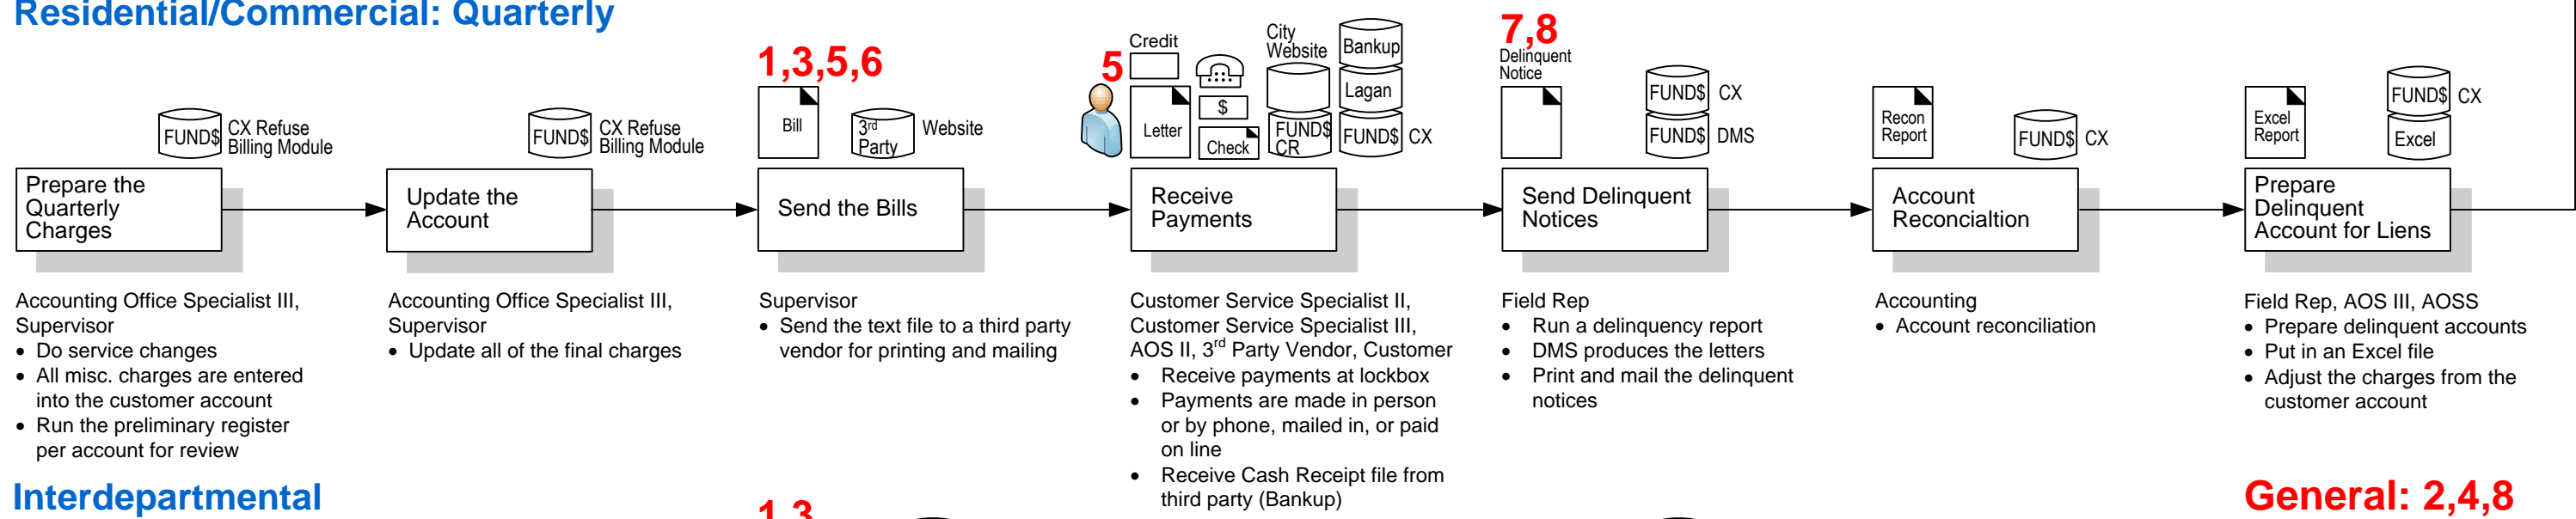 Residential/Commercial: Quarterly
FUND$
CX Refuse
Billing Module
Prepare the
Quarterly
Charges
Accounting Office Specialist III,
Supervisor
• Do service changes
• All misc. charges are entered
into the customer account
• Run the preliminary register
per account for review
FUND$
CX Refuse
Billing Module
Update the
Account
Accounting Office Specialist III,
Supervisor
• Update all of the final charges
1,3,5,6
Bill
3rd
Party
Website
Send the Bills
Supervisor
• Send the text file to a third party
vendor for printing and mailing
5
Credit
Letter
$
Check
City
Website
FUND$
CR
Bankup
Lagan
FUND$
CX
Receive
Payments
Customer Service Specialist II,
Customer Service Specialist III,
AOS II, 3rd Party Vendor, Customer
• Receive payments at lockbox
• Payments are made in person
or by phone, mailed in, or paid
on line
• Receive Cash Receipt file from
third party (Bankup)
7,8
Delinquent
Notice
FUND$ CX
FUND$ DMS
Send Delinquent
Notices
Field Rep
• Run a delinquency report
• DMS produces the letters
• Print and mail the delinquent
notices
Recon
Report
FUND$ CX
Account
Reconcialtion
Accounting
• Account reconciliation
Excel
Report
FUND$ CX
Excel
Prepare
Delinquent
Account for Liens
Field Rep, AOS III, AOSS
• Prepare delinquent accounts
• Put in an Excel file
• Adjust the charges from the
customer account
Interdepartmental
1,3
General: 2,4,8